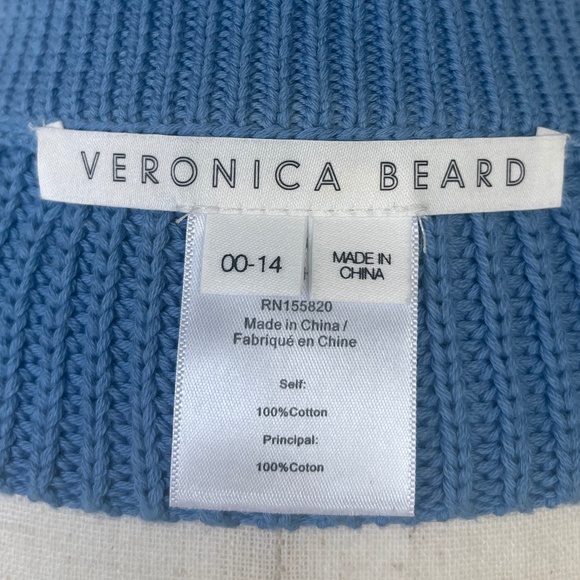 VERONICA BEARD
00-14
MADE IN
CHINA
RN155820
Made in China /
Fabriqué en Chine
Self:
100%Cotton
Principal:
100%Coton